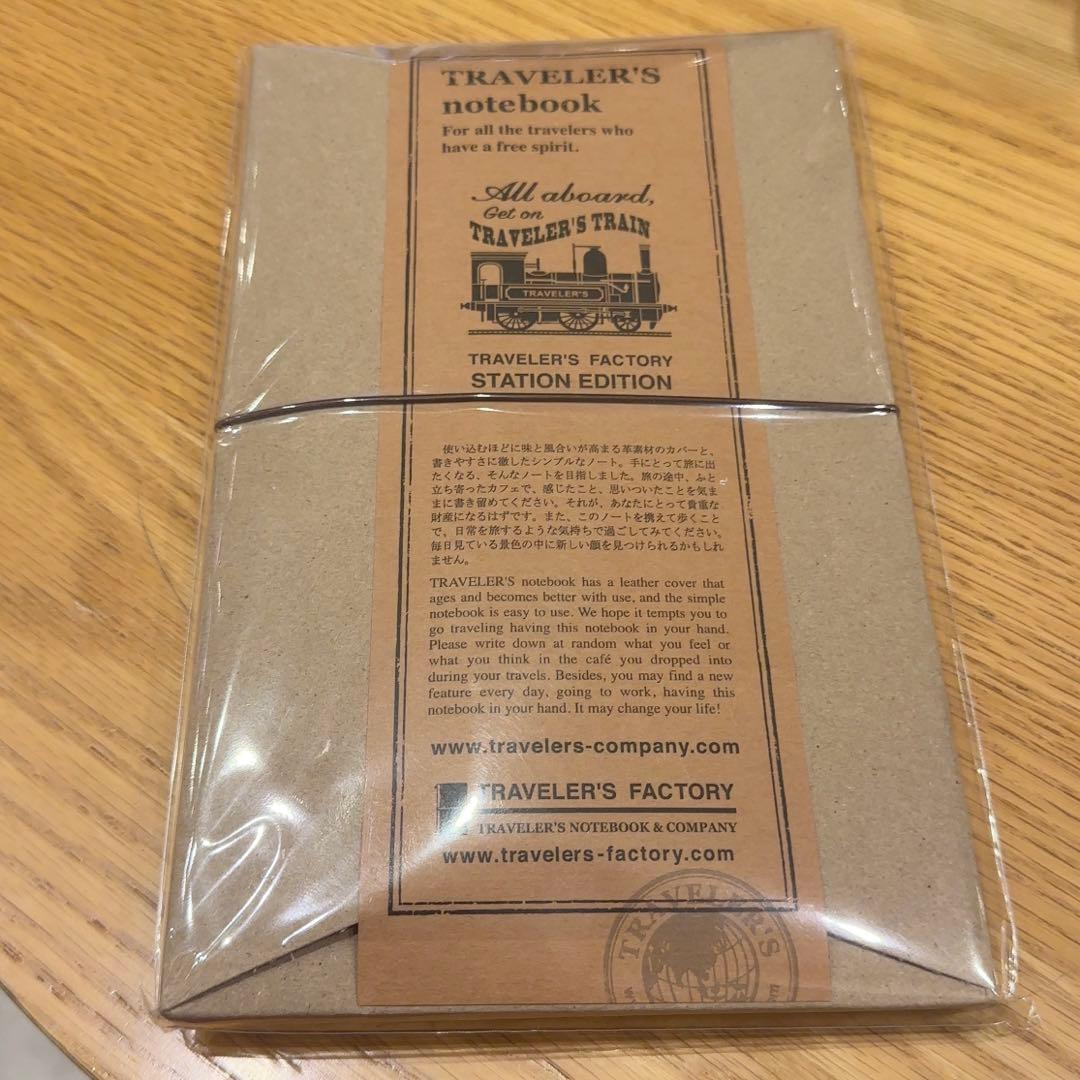 TRAVELER'S
notebook
For all the travelers who
have a free spirit.
All aboard,
Get on
TRAVELER'S TRAIN
TRAVELER'S
TRAVELER'S FACTORY
STATION EDITION
使い込むほどに味と風合いが高まる革素材のカバーと、
書きやすさに徹したシンプルなノート。手にとって旅に出
たくなる、そんなノートを目指しました。旅の途中、ふと
立ち寄ったカフェで、感じたこと、思いついたことを気ま
まに書き留めてください。それが、あなたにとって貴重な
財産になるはずです。また、このノートを携えて歩くこと
で、日常を旅するような気持ちで過ごしてみてください。
毎日見ている景色の中に新しい顔を見つけられるかもしれ
ません。
TRAVELER'S notebook has a leather cover that
ages and becomes better with use, and the simple
notebook is easy to use. We hope it tempts you to
go traveling having this notebook in your hand.
Please write down at random what you feel or
what you think in the café you dropped into
during your travels. Besides, you may find a new
feature every day, going to work, having this
notebook in your hand. It may change your life!
www.travelers-company.com
TRAVELER'S FACTORY
TRAVELER'S NOTEBOOK & COMPANY
www.travelers-factory.com
TRAVELER'S